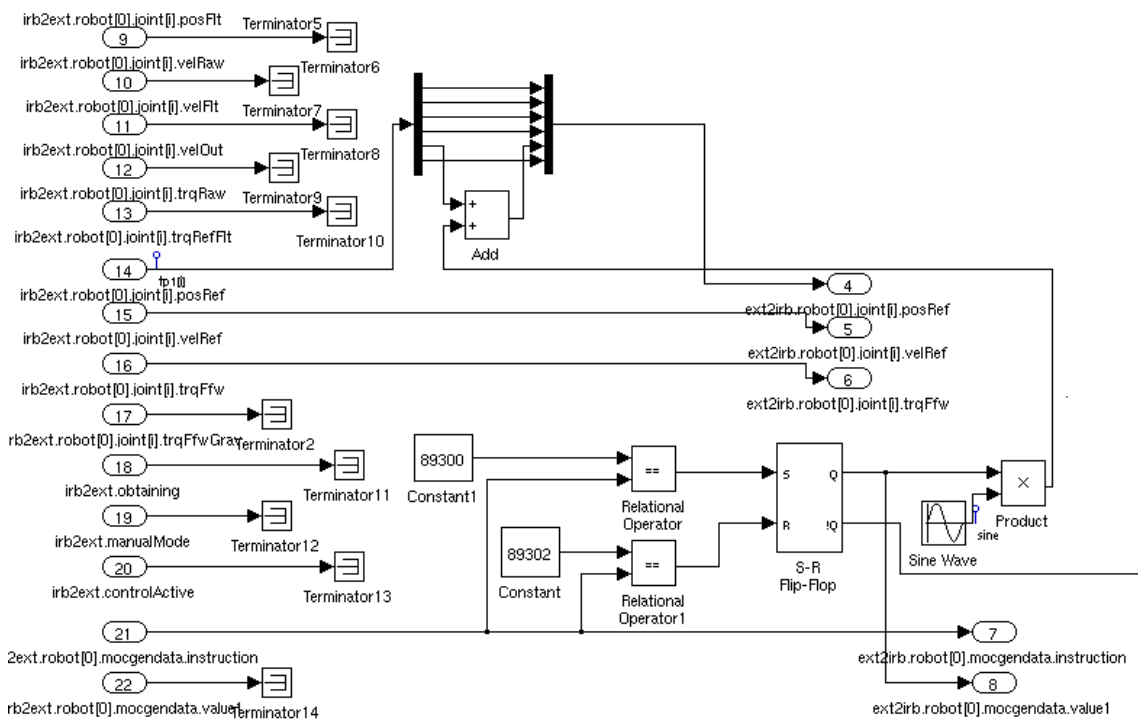 irb2ext.robot[0].joint[i].posFlt
Terminator5
9
irb2ext.robot[0].joint[i].velRaw
Terminator6
10
irb2ext.robot[0].joint[i].velFlt
Terminator7
11
irb2ext.robot[0].joint[i].velOut
Terminator8
12
irb2ext.robot[0].joint[i].trqRaw
Terminator9
13
irb2ext.robot[0].joint[i].trqRefFlt
Terminator10
+
+
Add
14
tp1[i]
irb2ext.robot[0].joint[i].posRef
4
ext2irb.robot[0].joint[i].posRef
15
5
irb2ext.robot[0].joint[i].velRef
ext2irb.robot[0].joint[i].velRef
16
6
irb2ext.robot[0].joint[i].trqFfw
ext2irb.robot[0].joint[i].trqFfw
17
rb2ext.robot[0].joint[i].trqFfwGrav
Terminator2
18
irb2ext.obtaining
Terminator11
19
irb2ext.manualMode
Terminator12
20
irb2ext.controlActive
Terminator13
89300
Constant1
==
Relational
Operator
89302
Constant
==
Relational
Operator1
S
Q
R
!Q
S-R
Flip-Flop
sine
Sine Wave
×
Product
21
2ext.robot[0].mocgendata.instruction
7
ext2irb.robot[0].mocgendata.instruction
22
rb2ext.robot[0].mocgendata.value1
Terminator14
8
ext2irb.robot[0].mocgendata.value1